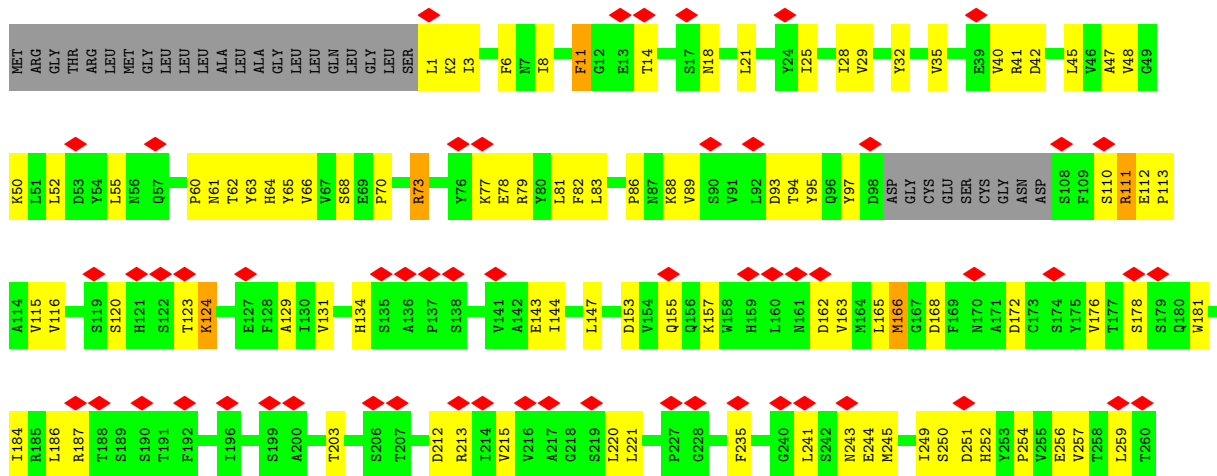 MET ARG GLY THR ARG LEU MET GLY LEU LEU LEU ALA LEU ALA GLY LEU LEU GLN LEU GLY LEU SER L1 K2 I3 F6 N7 I8 F11 G12 E13 T14 S17 N18 L21 Y24 I25 I28 V29 Y32 V35 E39 V40 R41 D42 L45 V46 A47 V48 G49
K50 L51 L52 D53 Y54 L55 N56 Q57 P60 N61 T62 Y63 H64 Y65 V66 V67 S68 E69 P70 R73 Y76 K77 E78 R79 Y80 L81 F82 L83 P86 N87 K88 V89 S90 V91 L92 D93 T94 Y95 Q96 Y97 D98 ASP GLY CYS GLU SER CYS GLY ASN ASP S108 F109 S110 R111 E112 P113
A114 V115 V116 S119 S120 H121 S122 T123 K124 E127 F128 A129 I130 V131 H134 S135 A136 P137 S138 V141 A142 E143 I144 L147 D153 V154 Q155 Q156 K157 W158 H159 L160 N161 D162 V163 M164 L165 M166 G167 D168 F169 N170 A171 D172 C173 S174 Y175 V176 T177 S178 S179 Q180 W181
I184 R185 L186 R187 T188 S189 S190 T191 F192 I196 S199 A200 T203 S206 T207 D212 R213 I214 V215 V216 A217 G218 S219 L220 L221 P227 G228 F235 G240 L241 S242 N243 E244 M245 I249 S250 D251 H252 Y253 P254 V255 E256 V257 T258 L259 T260